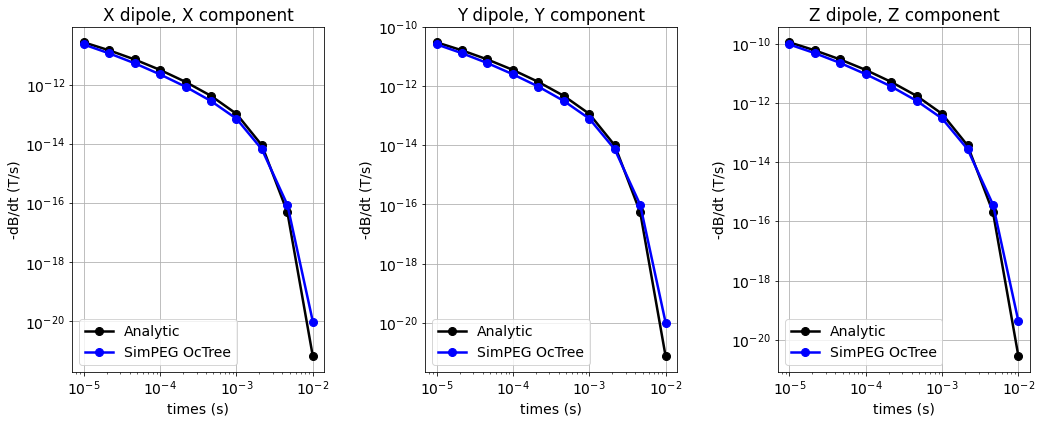 X dipole, X component
10⁻¹²
10⁻¹⁴
10⁻¹⁶
10⁻¹⁸
10⁻²⁰
-dB/dt (T/s)
Analytic
SimPEG OcTree
10⁻⁵
10⁻⁴
10⁻³
10⁻²
times (s)
Y dipole, Y component
10⁻¹⁰
10⁻¹²
10⁻¹⁴
10⁻¹⁶
10⁻¹⁸
10⁻²⁰
-dB/dt (T/s)
Analytic
SimPEG OcTree
10⁻⁵
10⁻⁴
10⁻³
10⁻²
times (s)
Z dipole, Z component
10⁻¹⁰
10⁻¹²
10⁻¹⁴
10⁻¹⁶
10⁻¹⁸
10⁻²⁰
-dB/dt (T/s)
Analytic
SimPEG OcTree
10⁻⁵
10⁻⁴
10⁻³
10⁻²
times (s)